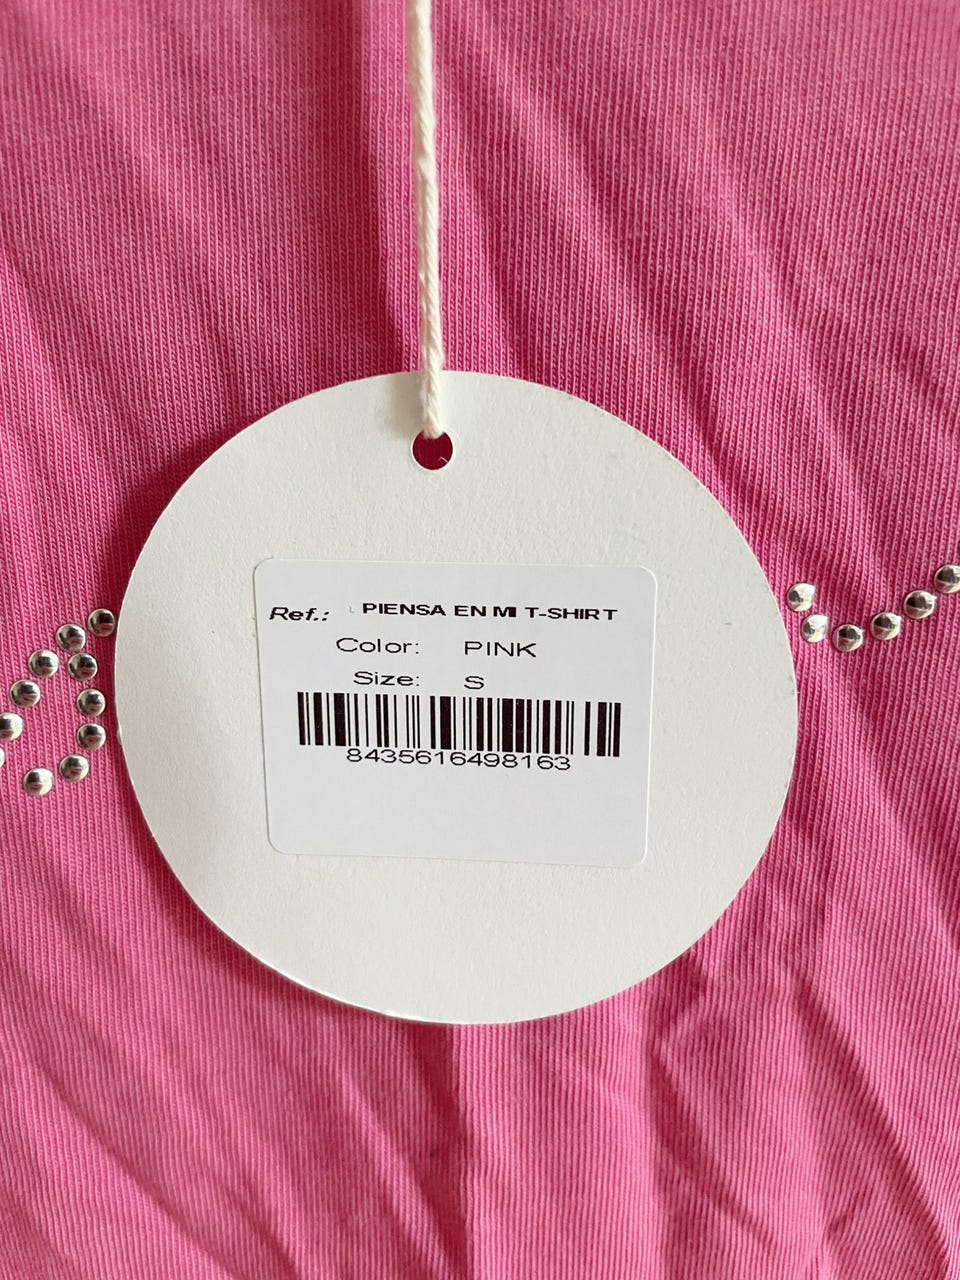 Ref.: PIENSA EN MI T-SHIRT
Color: PINK
Size: S
8435616498163